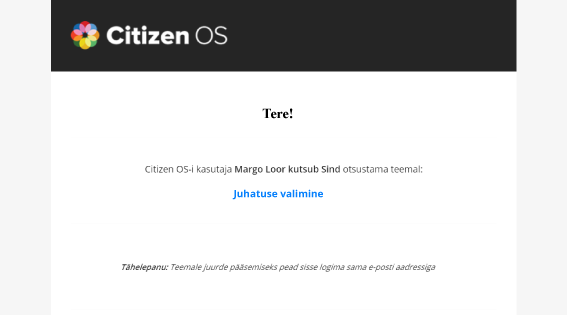 Citizen OS
Tere!
Citizen OS-i kasutaja Margo Loor kutsub Sind otsustama teemal:
Juhatuse valimine
Tähelepanu: Teemale juurde pääsemiseks pead sisse logima sama e-posti aadressiga